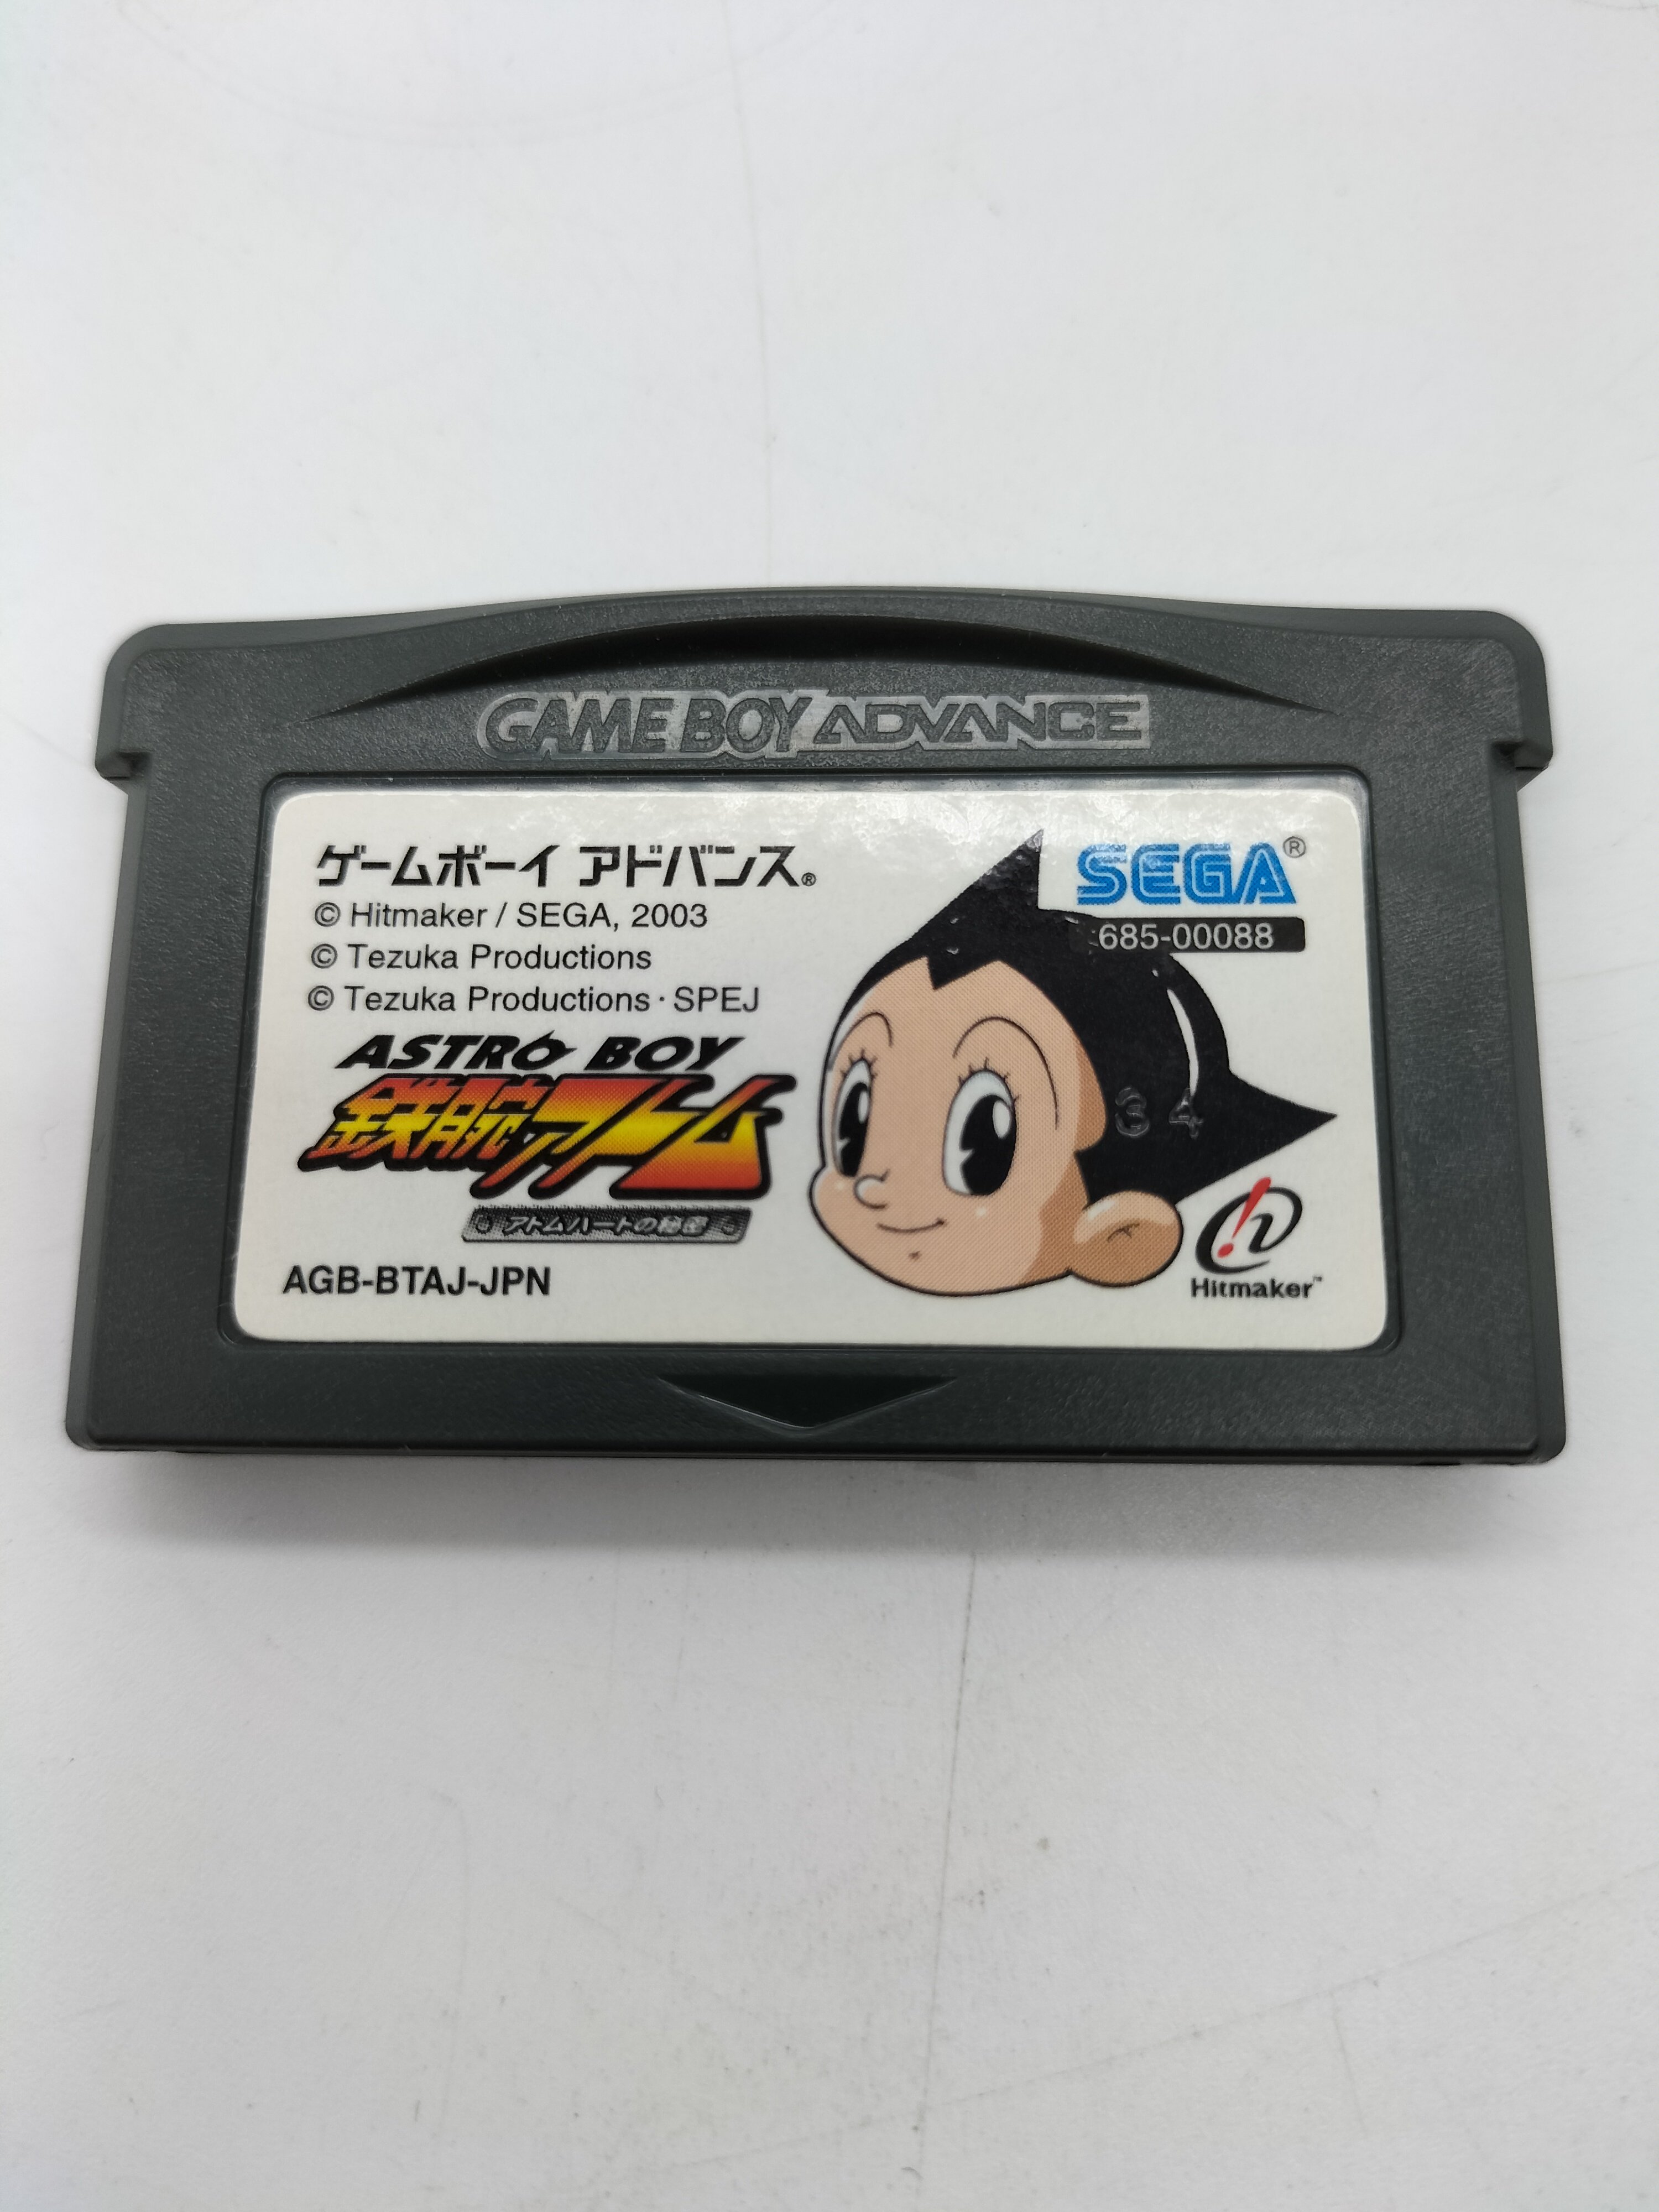 GAME BOY ADVANCE
ゲームボーイ アドバンス®
© Hitmaker / SEGA, 2003
© Tezuka Productions
© Tezuka Productions · SPEJ
ASTRO BOY
鉄腕アトム
アトムハートの秘密
AGB-BTAJ-JPN
SEGA®
685-00088
34
Hitmaker™